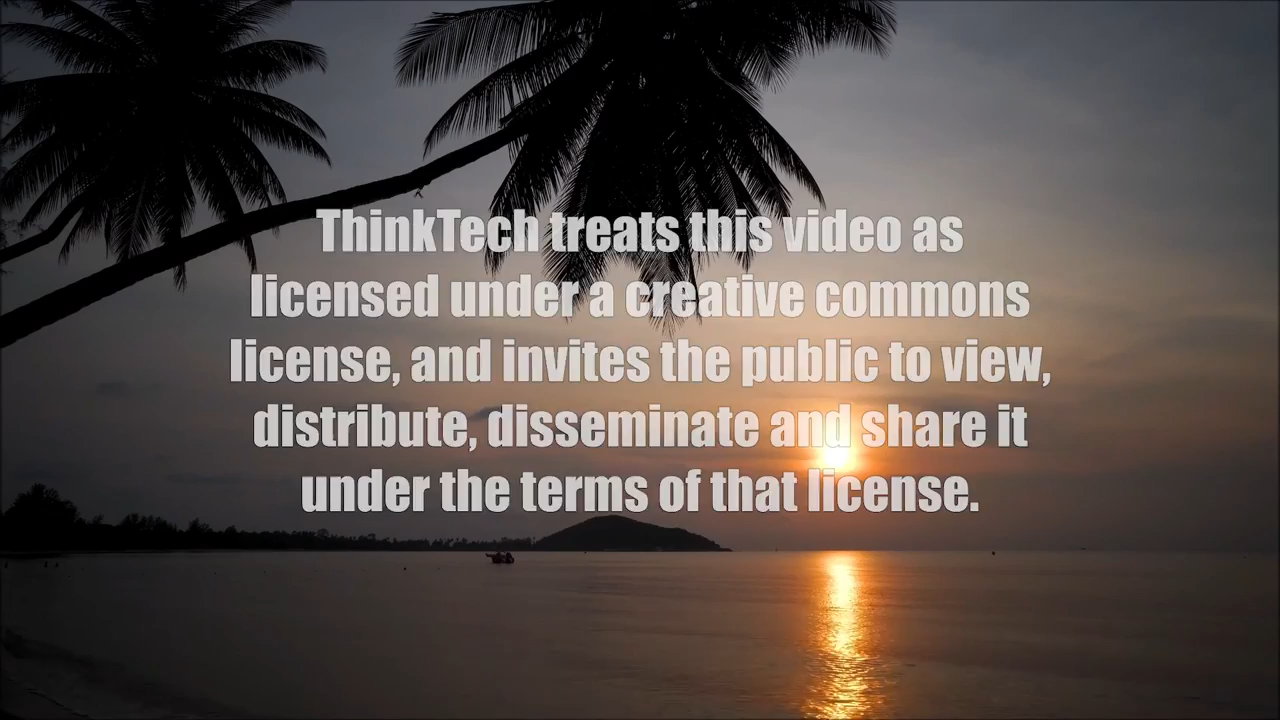 ThinkTech treats this video as
licensed under a creative commons
license, and invites the public to view,
distribute, disseminate and share it
under the terms of that license.